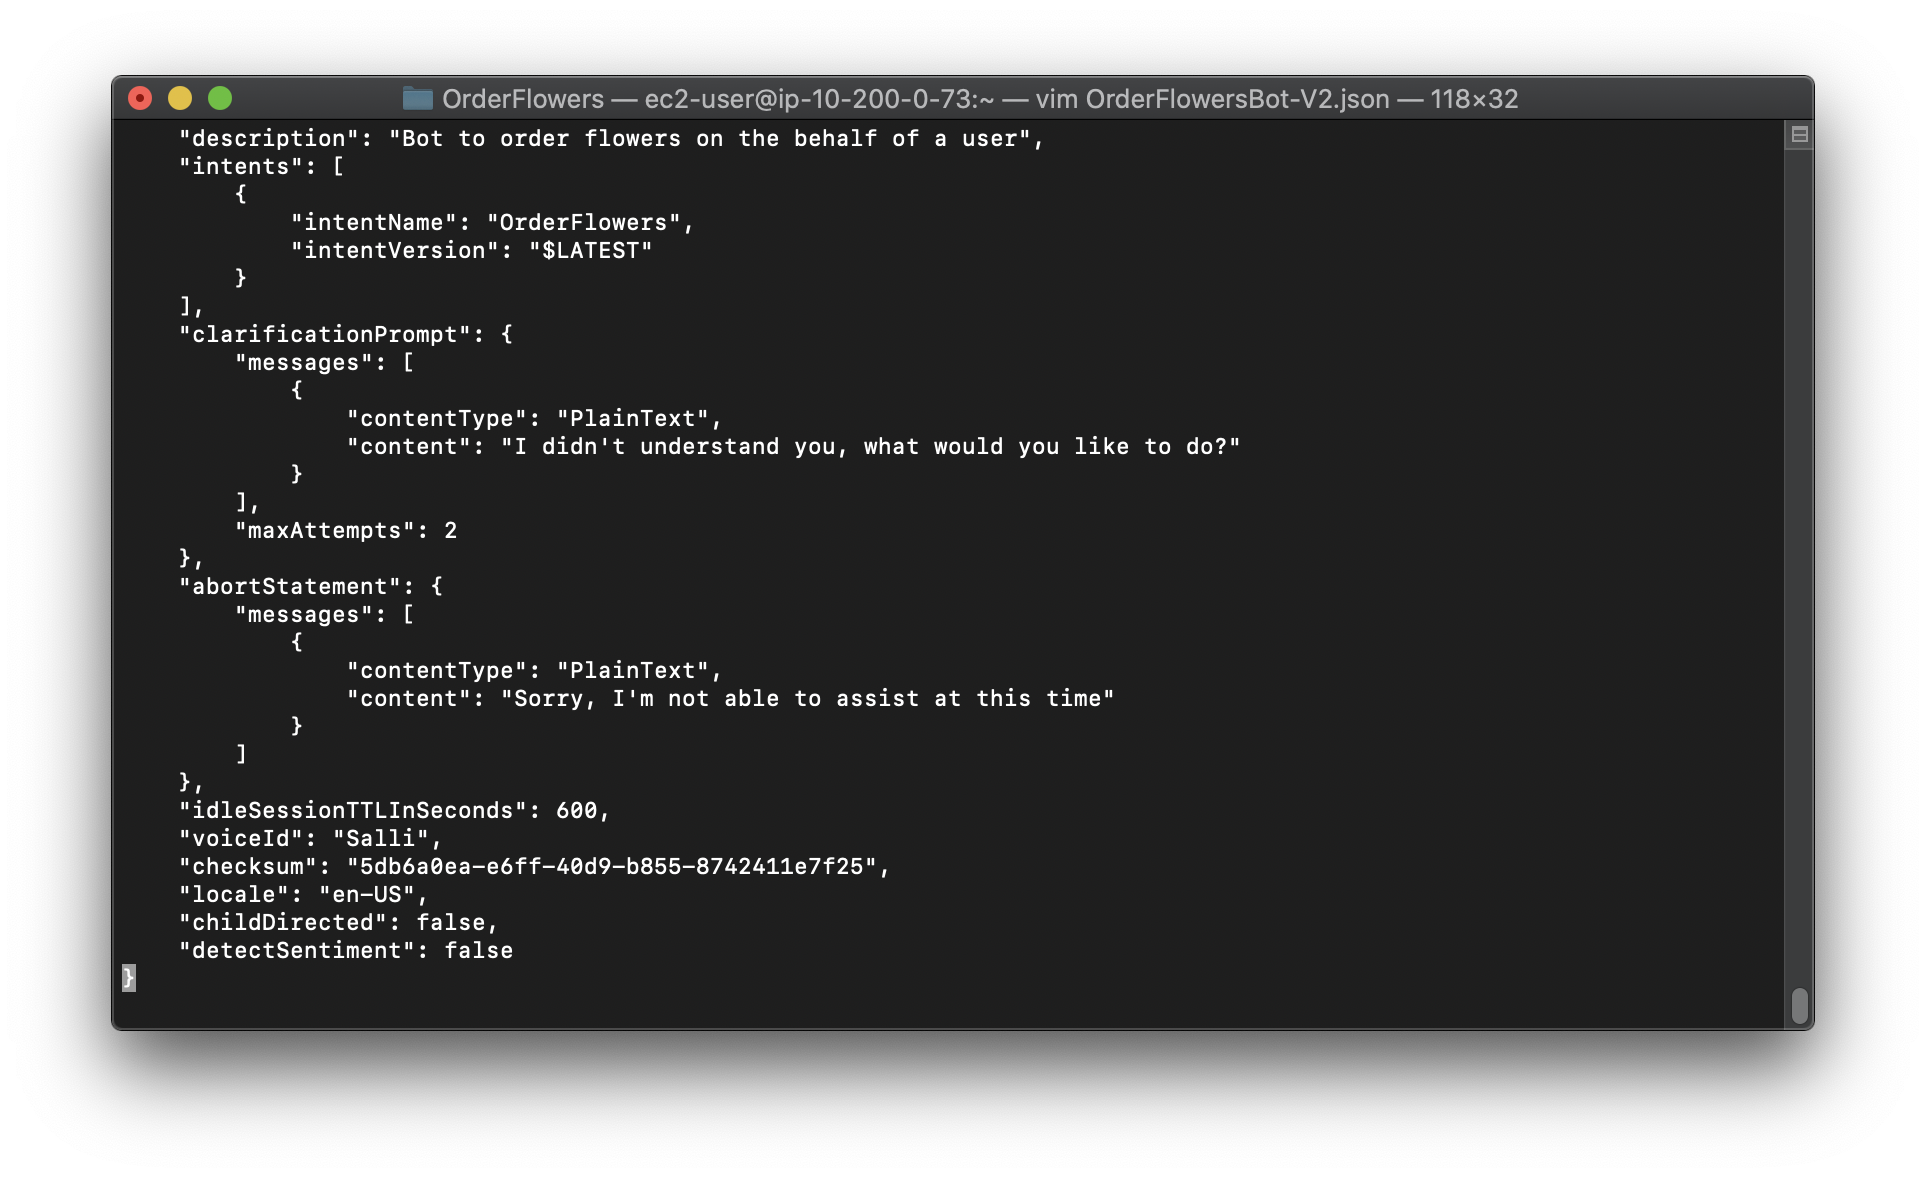 OrderFlowers — ec2-user@ip-10-200-0-73:~ — vim OrderFlowersBot-V2.json — 118×32
    "description": "Bot to order flowers on the behalf of a user",
    "intents": [
        {
            "intentName": "OrderFlowers",
            "intentVersion": "$LATEST"
        }
    ],
    "clarificationPrompt": {
        "messages": [
            {
                "contentType": "PlainText",
                "content": "I didn't understand you, what would you like to do?"
            }
        ],
        "maxAttempts": 2
    },
    "abortStatement": {
        "messages": [
            {
                "contentType": "PlainText",
                "content": "Sorry, I'm not able to assist at this time"
            }
        ]
    },
    "idleSessionTTLInSeconds": 600,
    "voiceId": "Salli",
    "checksum": "5db6a0ea-e6ff-40d9-b855-8742411e7f25",
    "locale": "en-US",
    "childDirected": false,
    "detectSentiment": false
}